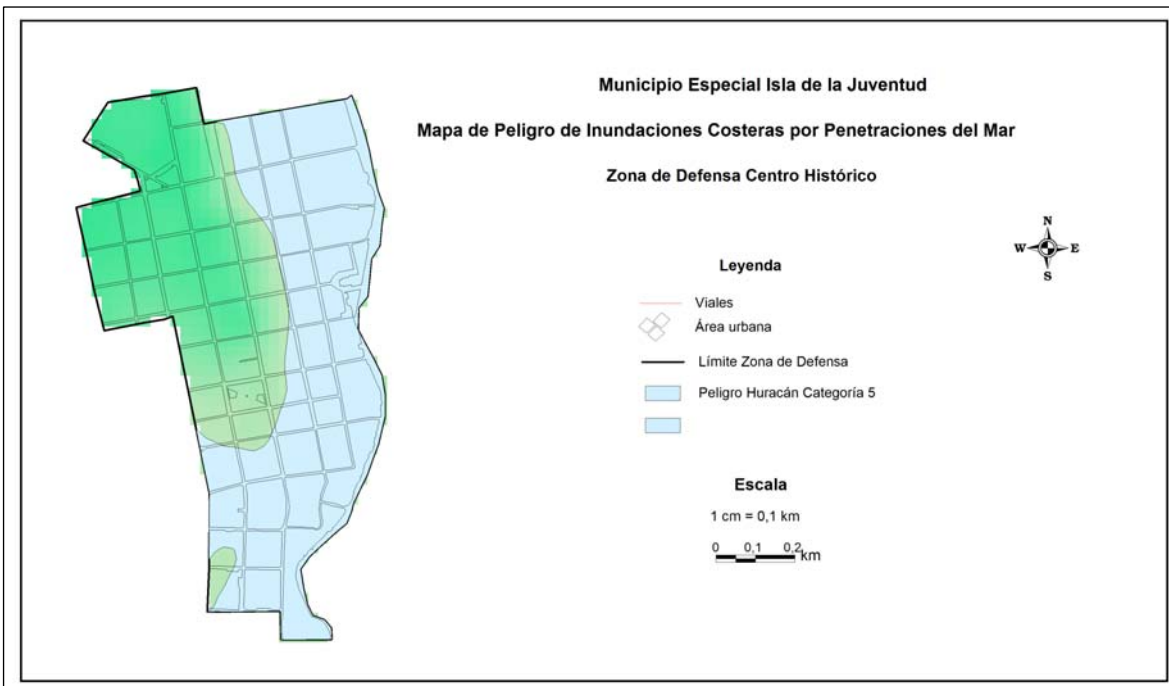 Municipio Especial Isla de la Juventud
Mapa de Peligro de Inundaciones Costeras por Penetraciones del Mar
Zona de Defensa Centro Histórico
N
W E
S
Leyenda
Viales
Área urbana
Límite Zona de Defensa
Peligro Huracán Categoría 5
Escala
1 cm = 0,1 km
0 0,1 0,2
km